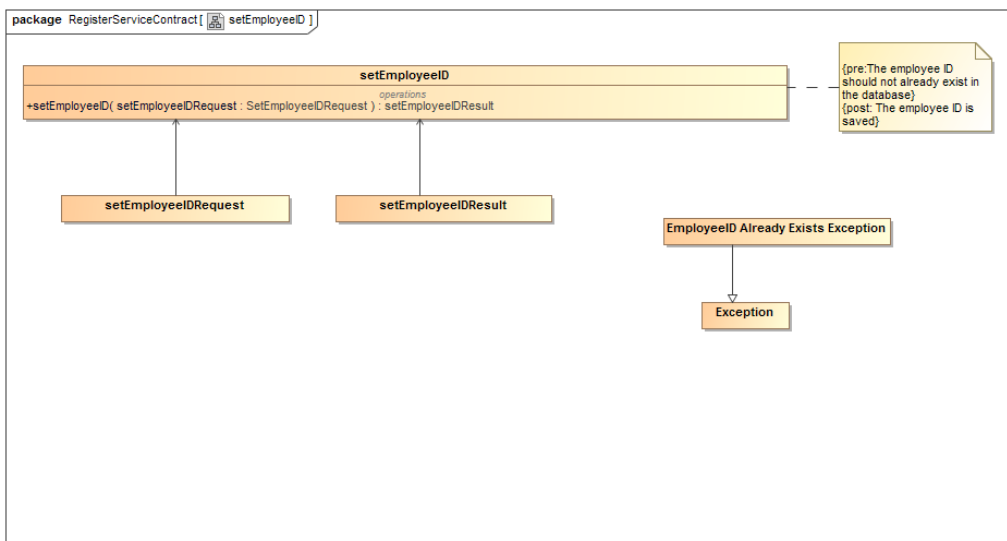 package RegisterServiceContract[ setEmployeeID ]
setEmployeeID
operations
+setEmployeeID( setEmployeeIDRequest : SetEmployeeIDRequest ) : setEmployeeIDResult
{pre:The employee ID
should not already exist in
the database}
{post: The employee ID is
saved}
setEmployeeIDRequest
setEmployeeIDResult
EmployeeID Already Exists Exception
Exception